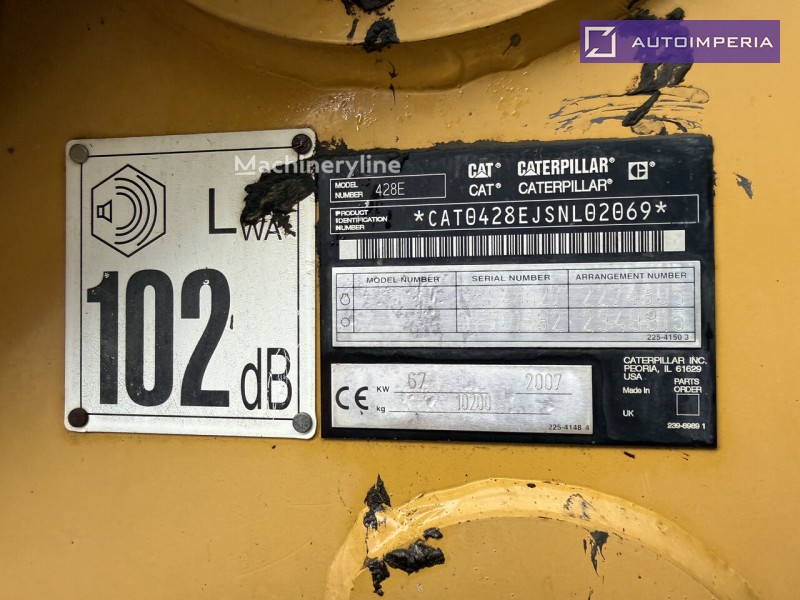 AUTOIMPERIA
Machineryline
LWA
102
dB
MODEL NUMBER 428E
CAT® CATERPILLAR®
CAT® CATERPILLAR®
PRODUCT IDENTIFICATION NUMBER *CAT0428EJSNL02069*
MODEL NUMBER SERIAL NUMBER ARRANGEMENT NUMBER
225-4150 3
CE
KW 67 2007
kg 10200
225-4148 4
CATERPILLAR INC.
PEORIA, IL 61629
USA
Made In
UK
PARTS
ORDER
239-6989 1